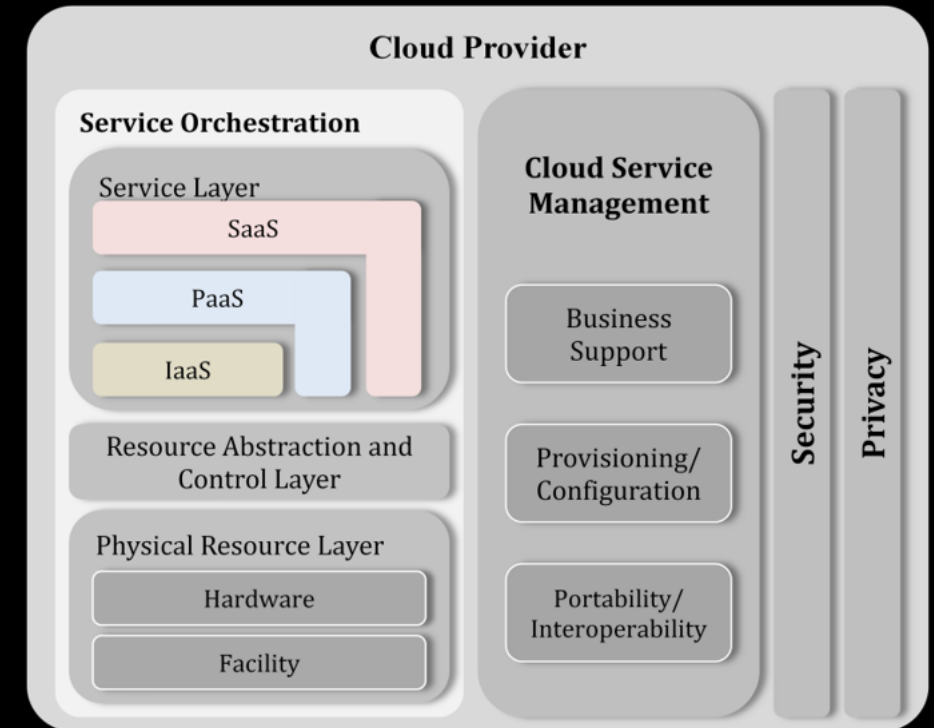 Cloud Provider
Service Orchestration
Service Layer
SaaS
PaaS
IaaS
Resource Abstraction and
Control Layer
Physical Resource Layer
Hardware
Facility
Cloud Service
Management
Business
Support
Provisioning/
Configuration
Portability/
Interoperability
Security
Privacy